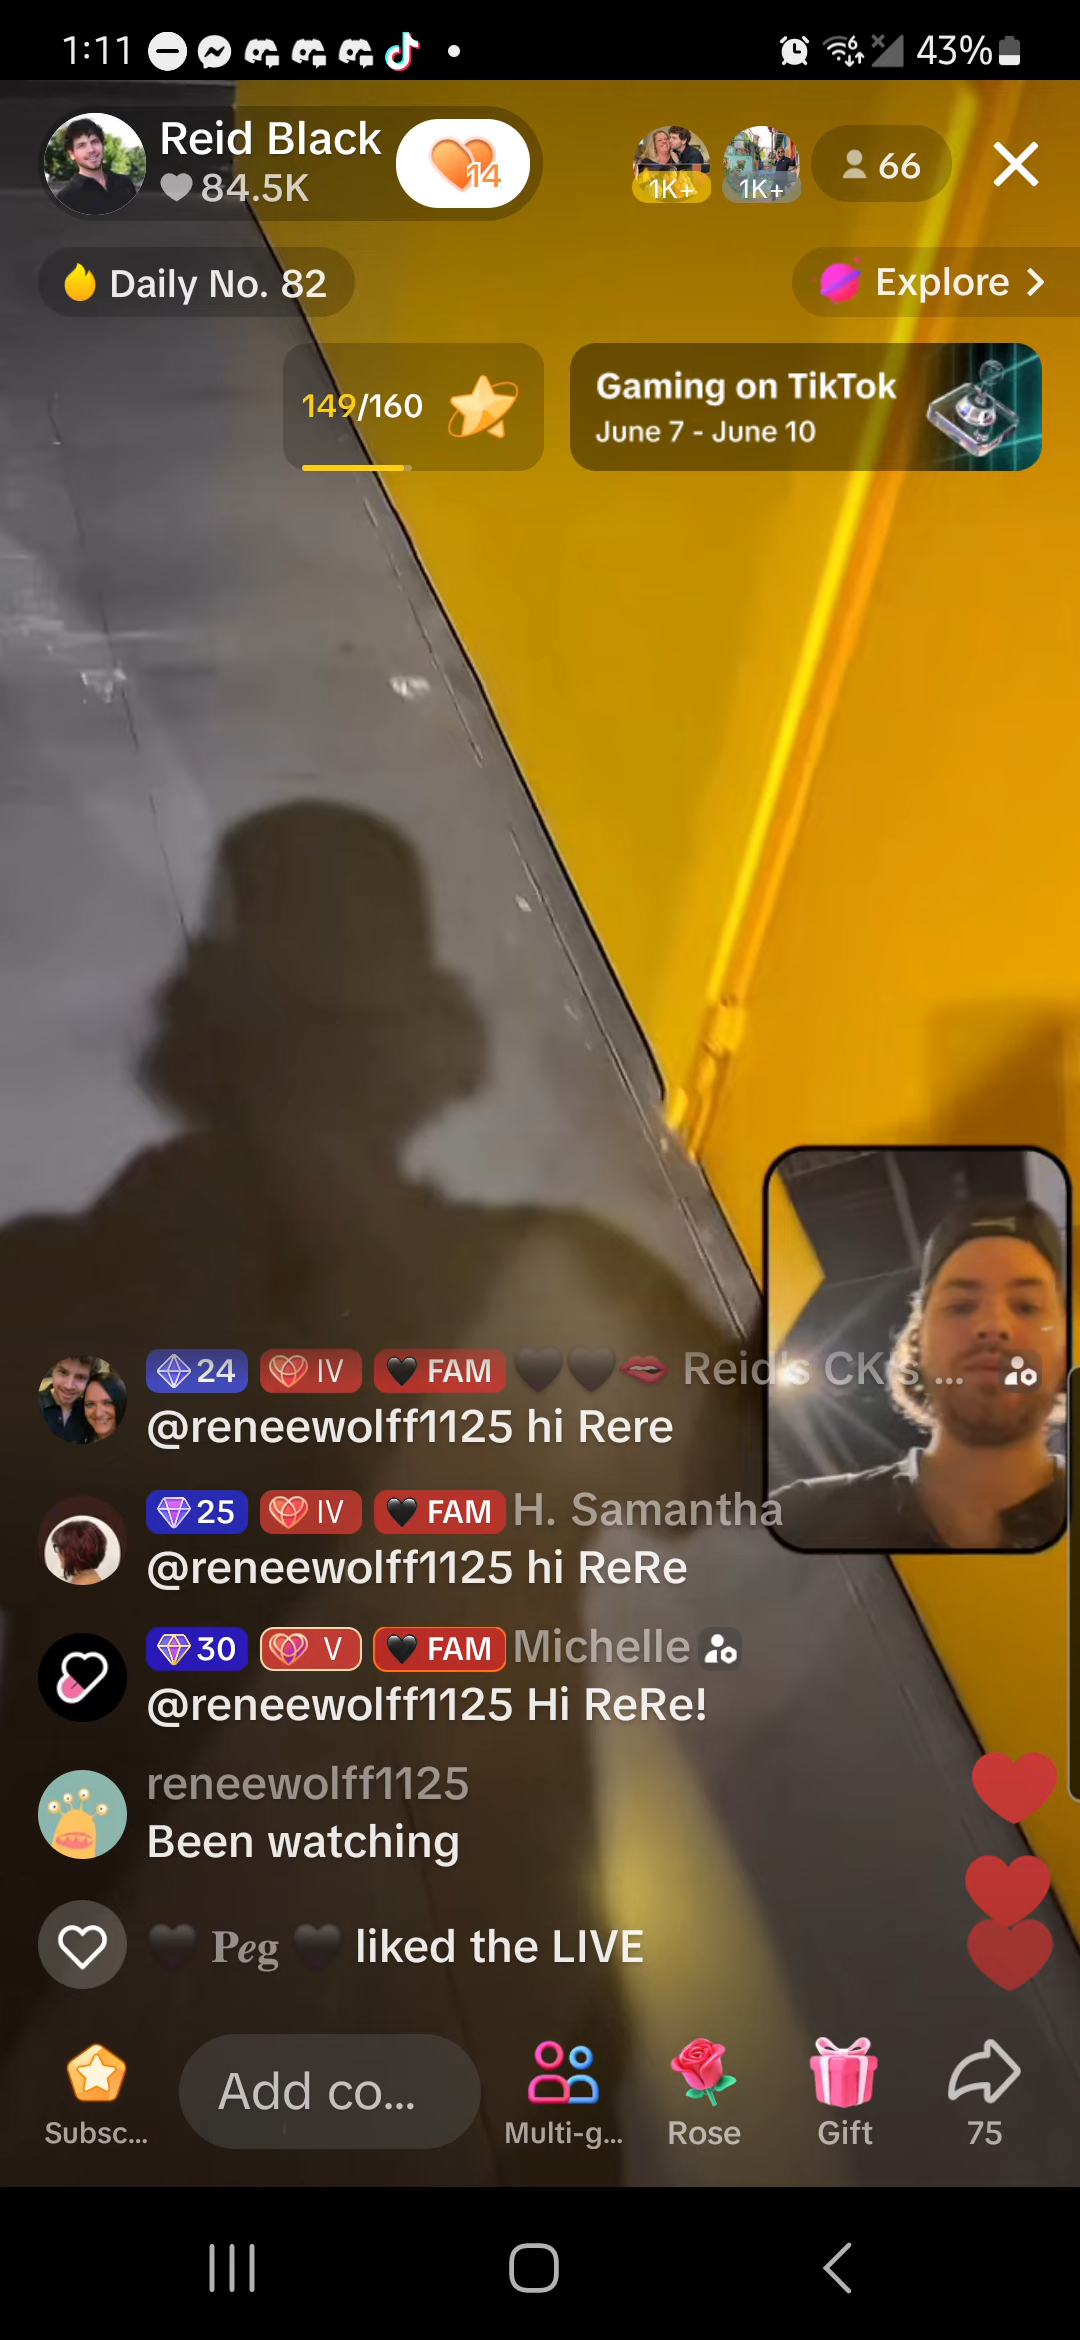 1:11
43%
Reid Black
84.5K
14
1K+
1K+
66
Daily No. 82
Explore
149/160
Gaming on TikTok
June 7 - June 10
24 IV 🖤 FAM 🖤🖤💋 Reid's CK's ...
@reneewolff1125 hi Rere
25 IV 🖤 FAM H. Samantha
@reneewolff1125 hi ReRe
30 V 🖤 FAM Michelle
@reneewolff1125 Hi ReRe!
reneewolff1125
Been watching
🖤 Peg 🖤 liked the LIVE
Add co...
Subsc...
Multi-g...
Rose
Gift
75